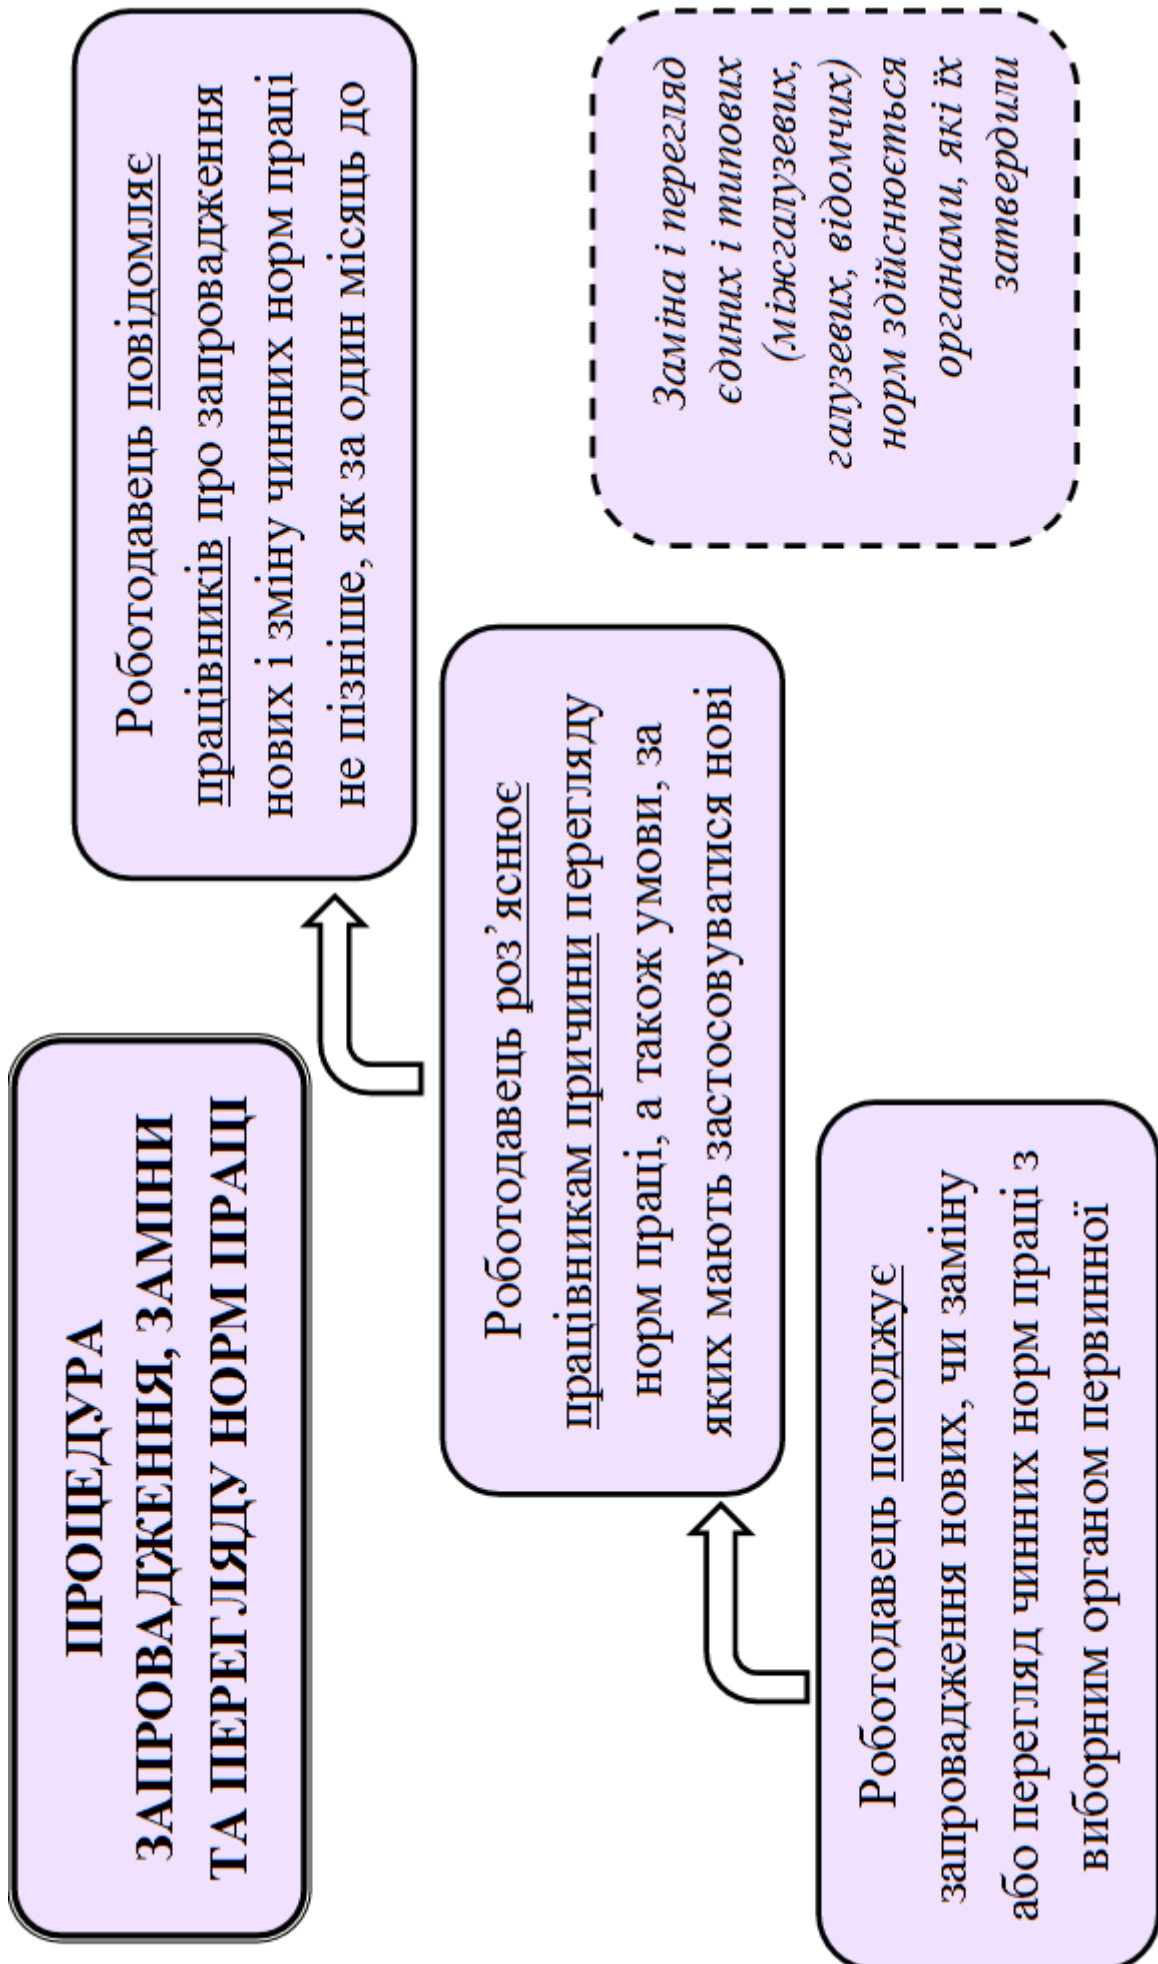 ПРОЦЕДУРА
ЗАПРОВАДЖЕННЯ, ЗАМІНИ
ТА ПЕРЕГЛЯДУ НОРМ ПРАЦІ
Роботодавець погоджує
запровадження нових, чи заміну
або перегляд чинних норм праці з
виборним органом первинної
Роботодавець роз’яснює
працівникам причини перегляду
норм праці, а також умови, за
яких мають застосовуватися нові
Роботодавець повідомляє
працівників про запровадження
нових і зміну чинних норм праці
не пізніше, як за один місяць до
Заміна і перегляд
єдиних і типових
(міжгалузевих,
галузевих, відомчих)
норм здійснюється
органами, які їх
затвердили